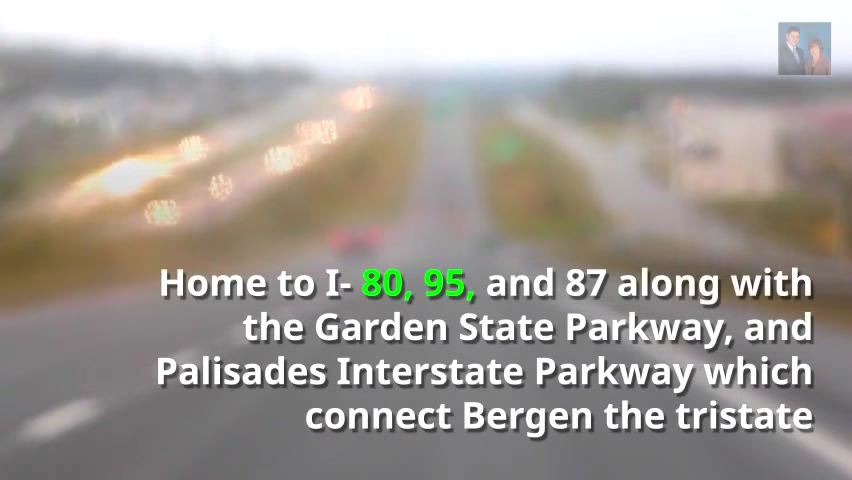 Home to I- 80, 95, and 87 along with
the Garden State Parkway, and
Palisades Interstate Parkway which
connect Bergen the tristate